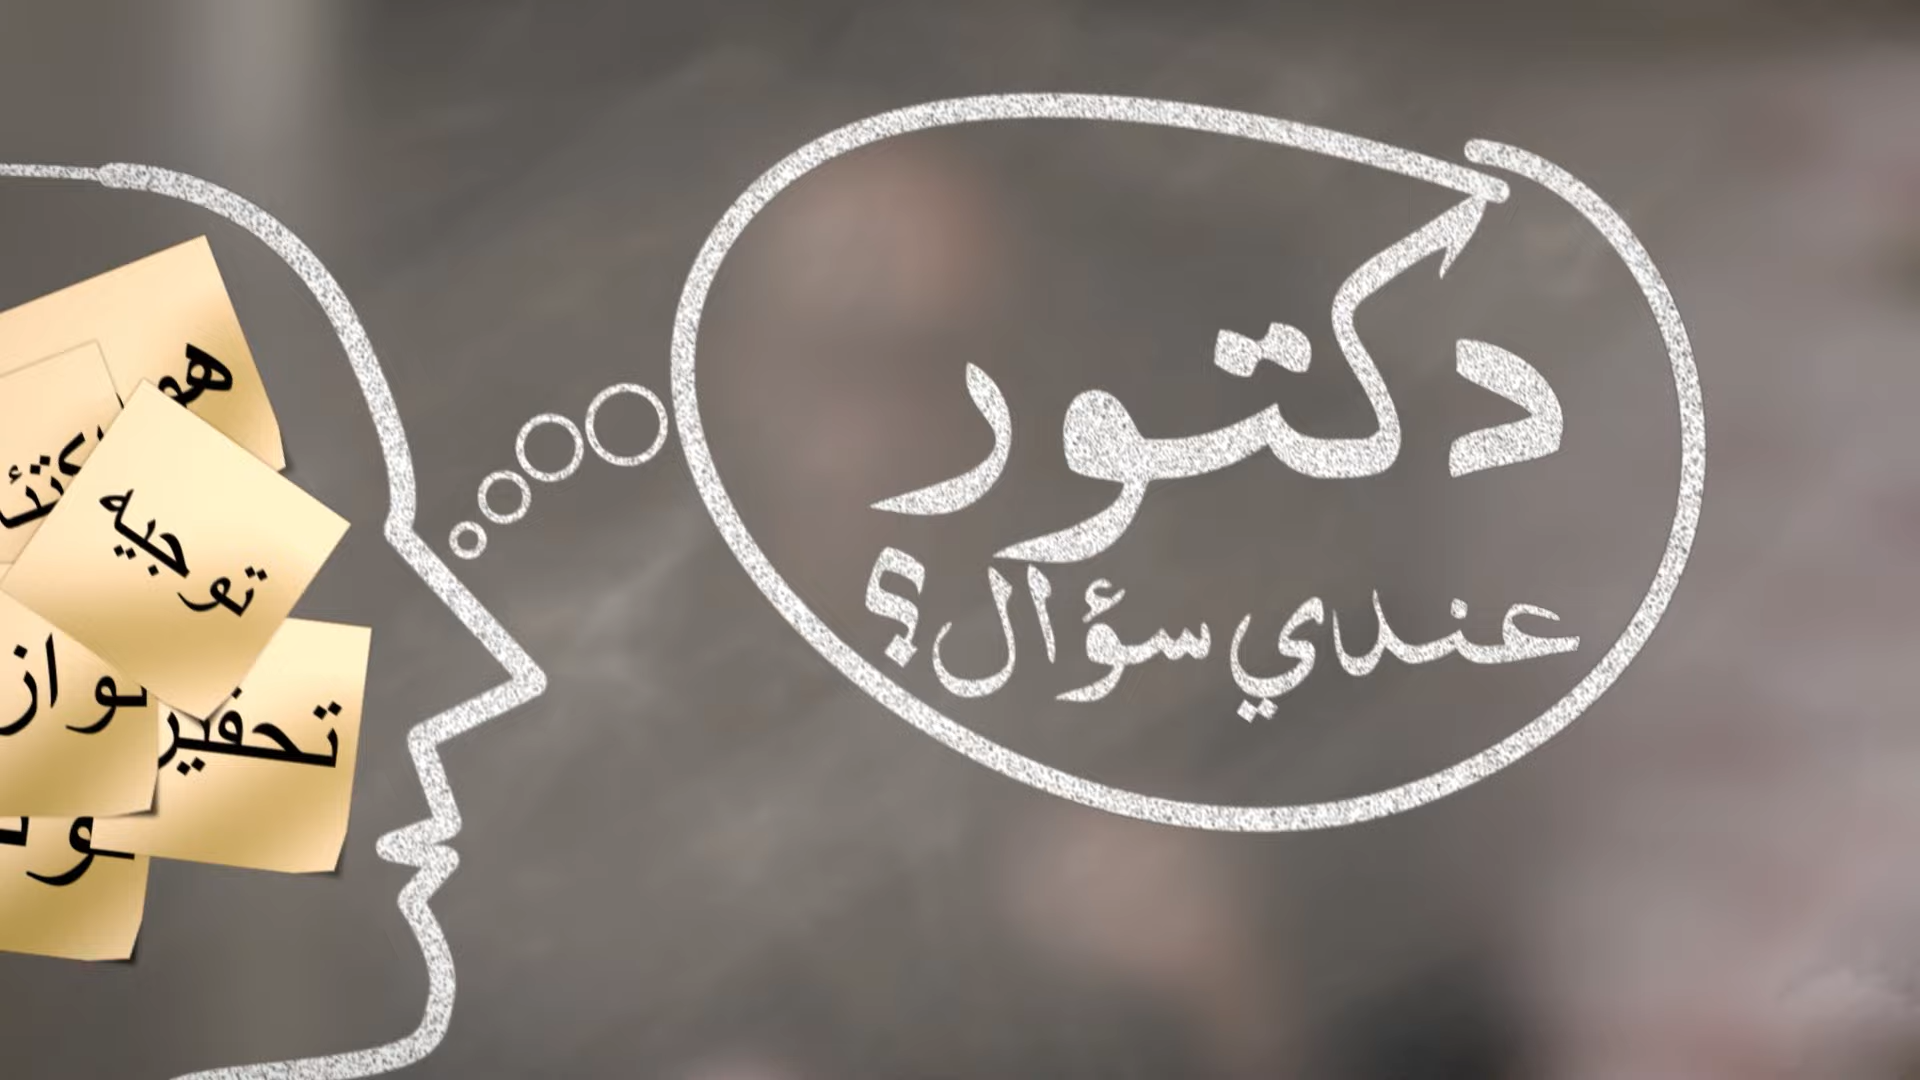 دكتور
عندي سؤال؟
توجيه
تحفيز